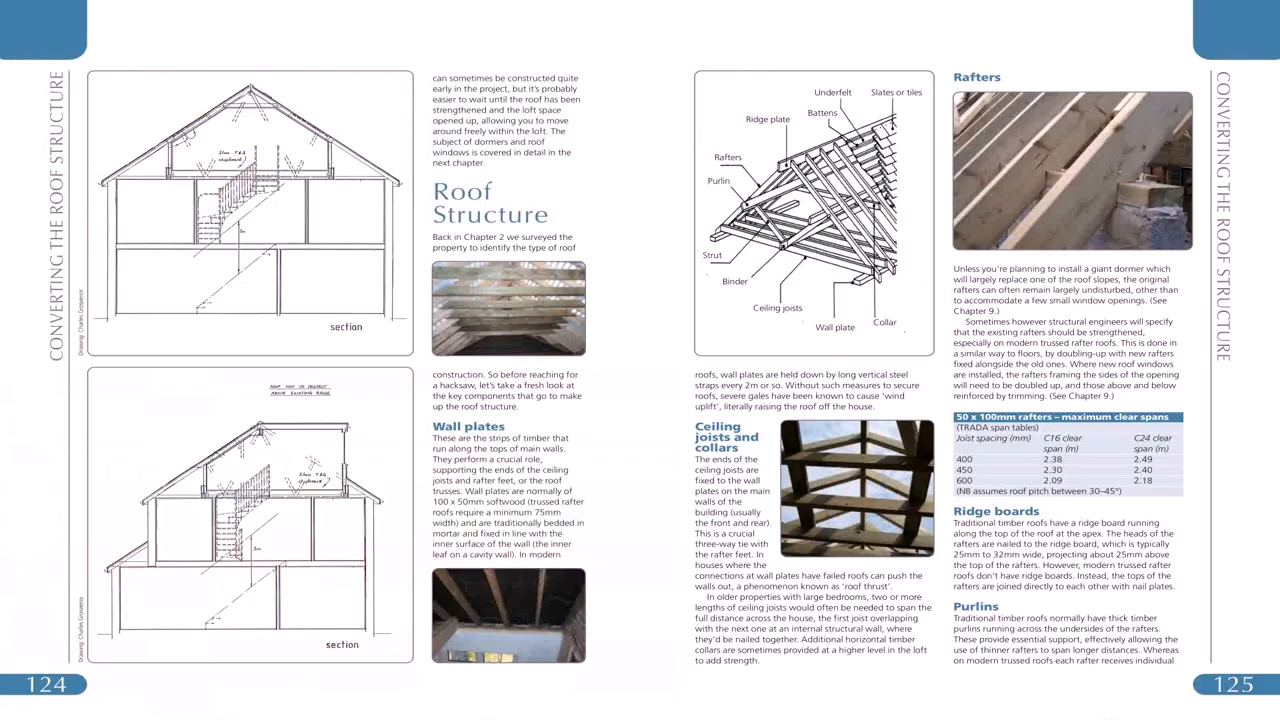 CONVERTING THE ROOF STRUCTURE
21mm T&G
chipboard
2m
section
Drawing: Charles Grosvenor
ROOF NOT TO PROJECT
ABOVE EXISTING RIDGE
2m
section
Drawing: Charles Grosvenor
124
can sometimes be constructed quite
early in the project, but it's probably
easier to wait until the roof has been
strengthened and the loft space
opened up, allowing you to move
around freely within the loft. The
subject of dormers and roof
windows is covered in detail in the
next chapter.
Roof
Structure
Back in Chapter 2 we surveyed the
property to identify the type of roof
construction. So before reaching for
a hacksaw, let's take a fresh look at
the key components that go to make
up the roof structure.
Wall plates
These are the strips of timber that
run along the tops of main walls.
They perform a crucial role,
supporting the ends of the ceiling
joists and rafter feet, or the roof
trusses. Wall plates are normally of
100 x 50mm softwood (trussed rafter
roofs require a minimum 75mm
width) and are traditionally bedded in
mortar and fixed in line with the
inner surface of the wall (the inner
leaf on a cavity wall). In modern
Underfelt
Slates or tiles
Battens
Ridge plate
Rafters
Purlin
Strut
Binder
Ceiling joists
Wall plate
Collar
roofs, wall plates are held down by long vertical steel
straps every 2m or so. Without such measures to secure
roofs, severe gales have been known to cause 'wind
uplift', literally raising the roof off the house.
Ceiling
joists and
collars
The ends of the
ceiling joists are
fixed to the wall
plates on the main
walls of the
building (usually
the front and rear).
This is a crucial
three-way tie with
the rafter feet. In
houses where the
connections at wall plates have failed roofs can push the
walls out, a phenomenon known as 'roof thrust'.
In older properties with large bedrooms, two or more
lengths of ceiling joists would often be needed to span the
full distance across the house, the first joist overlapping
with the next one at an internal structural wall, where
they'd be nailed together. Additional horizontal timber
collars are sometimes provided at a higher level in the loft
to add strength.
Rafters
Unless you're planning to install a giant dormer which
will largely replace one of the roof slopes, the original
rafters can often remain largely undisturbed, other than
to accommodate a few small window openings. (See
Chapter 9.)
Sometimes however structural engineers will specify
that the existing rafters should be strengthened,
especially on modern trussed rafter roofs. This is done in
a similar way to floors, by doubling-up with new rafters
fixed alongside the old ones. Where new roof windows
are installed, the rafters framing the sides of the opening
will need to be doubled up, and those above and below
reinforced by trimming. (See Chapter 9.)
50 x 100mm rafters – maximum clear spans
(TRADA span tables)
Joist spacing (mm) C16 clear C24 clear
span (m) span (m)
400 2.38 2.49
450 2.30 2.40
600 2.09 2.18
(NB assumes roof pitch between 30–45°)
Ridge boards
Traditional timber roofs have a ridge board running
along the top of the roof at the apex. The heads of the
rafters are nailed to the ridge board, which is typically
25mm to 32mm wide, projecting about 25mm above
the top of the rafters. However, modern trussed rafter
roofs don't have ridge boards. Instead, the tops of the
rafters are joined directly to each other with nail plates.
Purlins
Traditional timber roofs normally have thick timber
purlins running across the undersides of the rafters.
These provide essential support, effectively allowing the
use of thinner rafters to span longer distances. Whereas
on modern trussed roofs each rafter receives individual
CONVERTING THE ROOF STRUCTURE
125